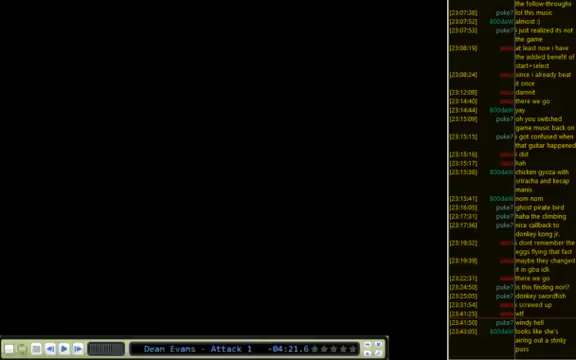 the follow-throughs
[23:07:38] puke7 lol this music
[23:07:52] 800daW almost :)
[23:07:53] puke7 i just realized its not
the game
[23:08:19] at least now i have
the added benefit of
start+select
[23:08:24] since i already beat
it once
[23:12:08] damnit
[23:14:40] there we go
[23:14:44] 800daW yay
[23:15:09] puke7 oh you switched
game music back on
[23:15:15] puke7 i got confused when
that guitar happened
[23:15:16] i did
[23:15:17] hah
[23:15:38] 800daW chicken gyoza with
sriracha and kecap
manis
[23:15:41] 800daW nom nom
[23:16:05] puke7 ghost pirate bird
[23:17:31] puke7 haha the climbing
[23:17:36] puke7 nice callback to
donkey kong jr.
[23:19:32] i dont remember the
eggs flying that fast
[23:19:39] maybe they changed
it in gba idk
[23:22:31] there we go
[23:24:50] puke7 is this finding nori?
[23:25:05] puke7 donkey swordfish
[23:31:54] i screwed up
[23:41:25] wtf
[23:41:50] puke7 windy hell
[23:43:05] 800daW looks like she's
airing out a stinky
puss
Dean Evans - Attack 1 -04:21.6